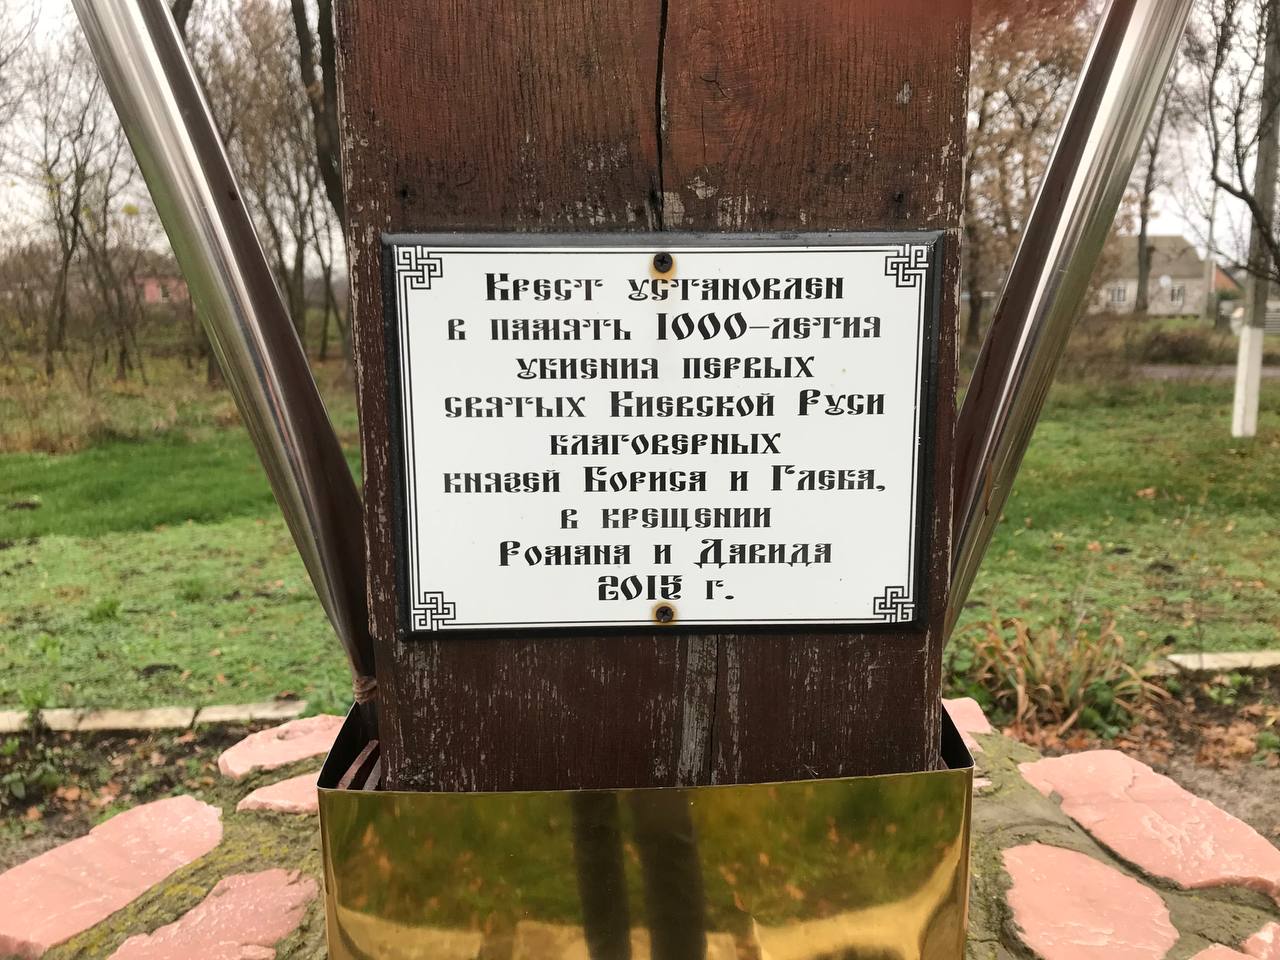 Крест установлен
в память 1000-летия
убиения первых
святых Киевской Руси
благоверных
князей Бориса и Глеба,
в крещении
Романа и Давида
2015 г.